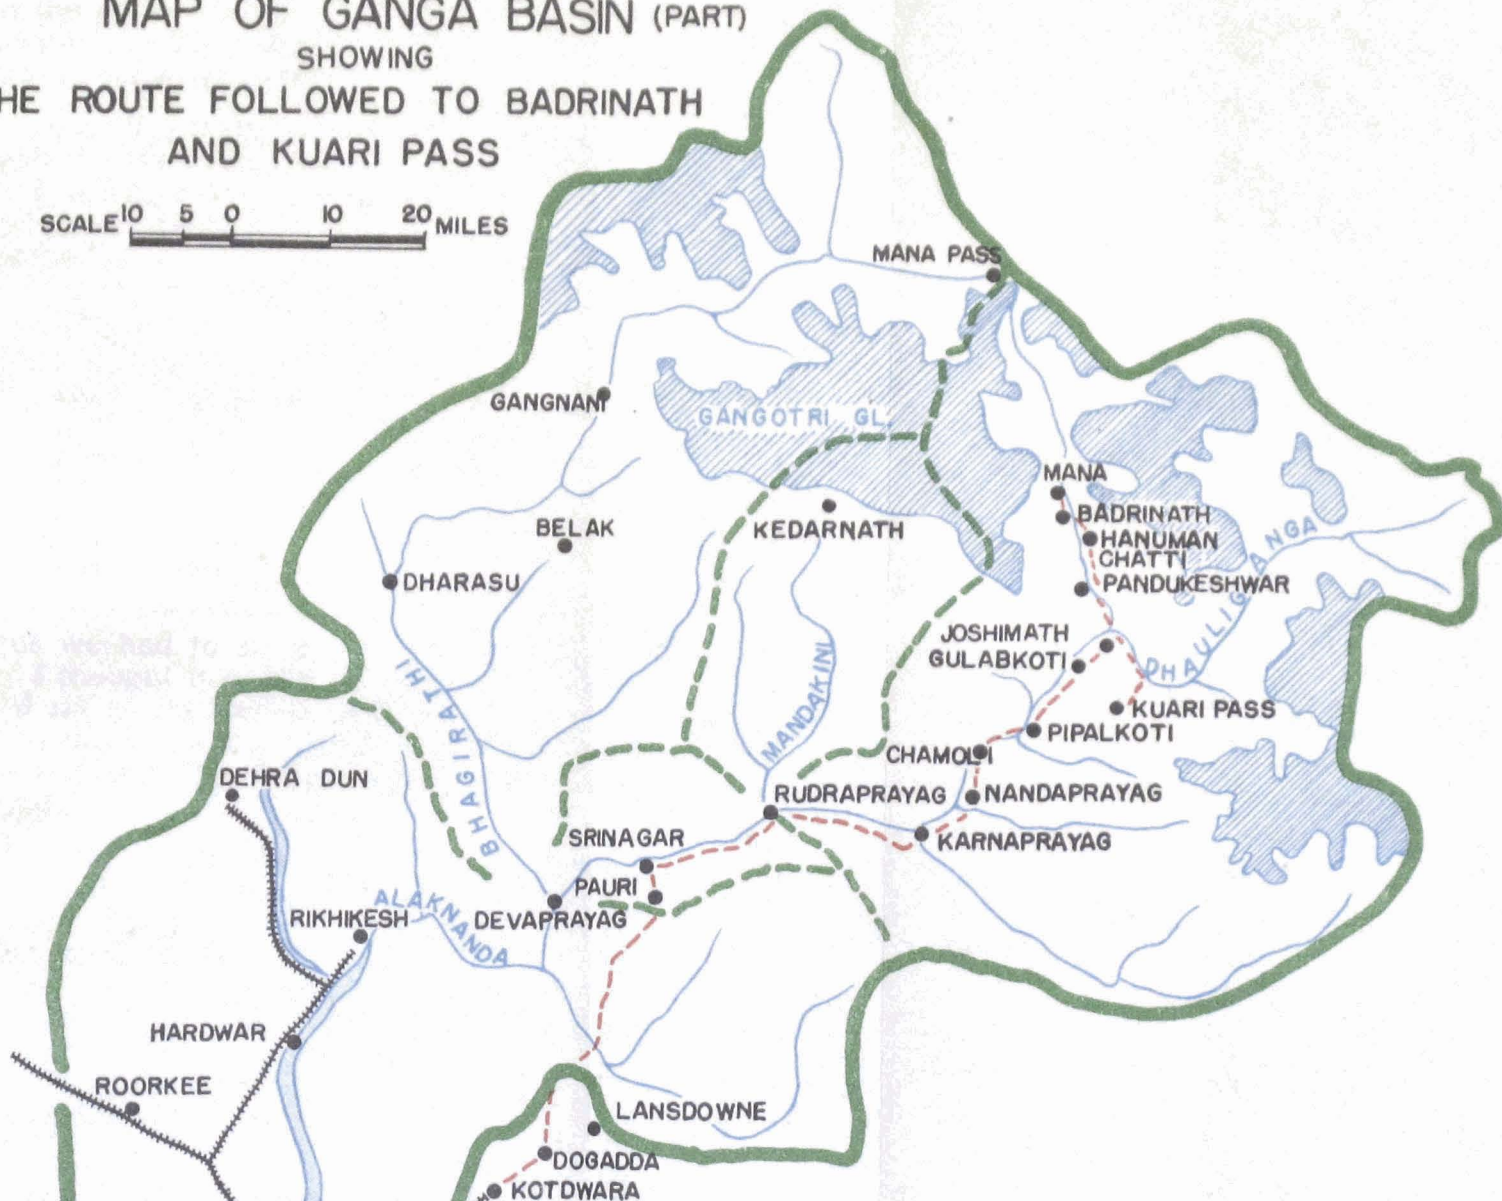 MAP OF GANGA BASIN (PART)
SHOWING
HE ROUTE FOLLOWED TO BADRINATH
AND KUARI PASS
SCALE 10 5 0 10 20 MILES
MANA PASS
GANGNANI
GANGOTRI GL.
MANA
BADRINATH
HANUMAN
CHATTI
PANDUKESHWAR
BELAK
KEDARNATH
DHARASU
DHAULIGANGA
JOSHIMATH
GULABKOTI
BHAGIRATHI
MANDAKINI
KUARI PASS
PIPALKOTI
CHAMOLI
DEHRA DUN
RUDRAPRAYAG
NANDAPRAYAG
SRINAGAR
KARNAPRAYAG
PAURI
ALAKNANDA
RIKHIKESH
DEVAPRAYAG
HARDWAR
ROORKEE
LANSDOWNE
DOGADDA
KOTDWARA